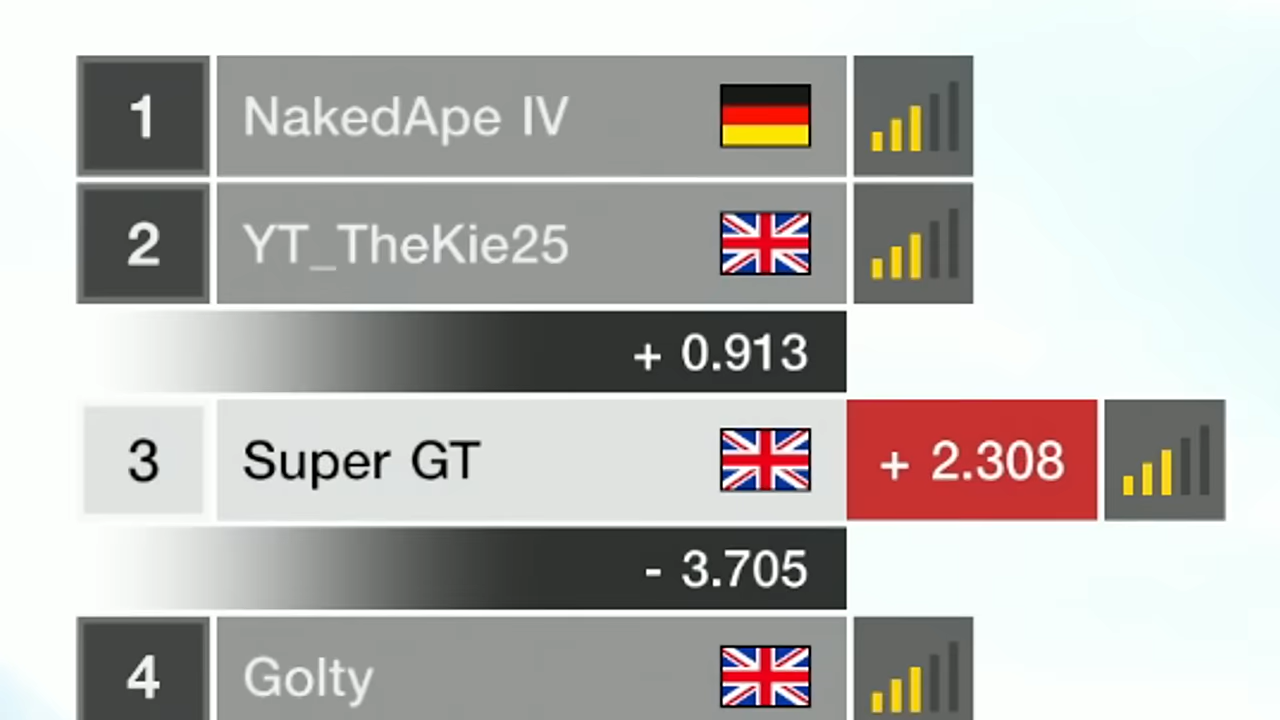 1 NakedApe IV
2 YT_TheKie25
+ 0.913
3 Super GT + 2.308
- 3.705
4 Golty